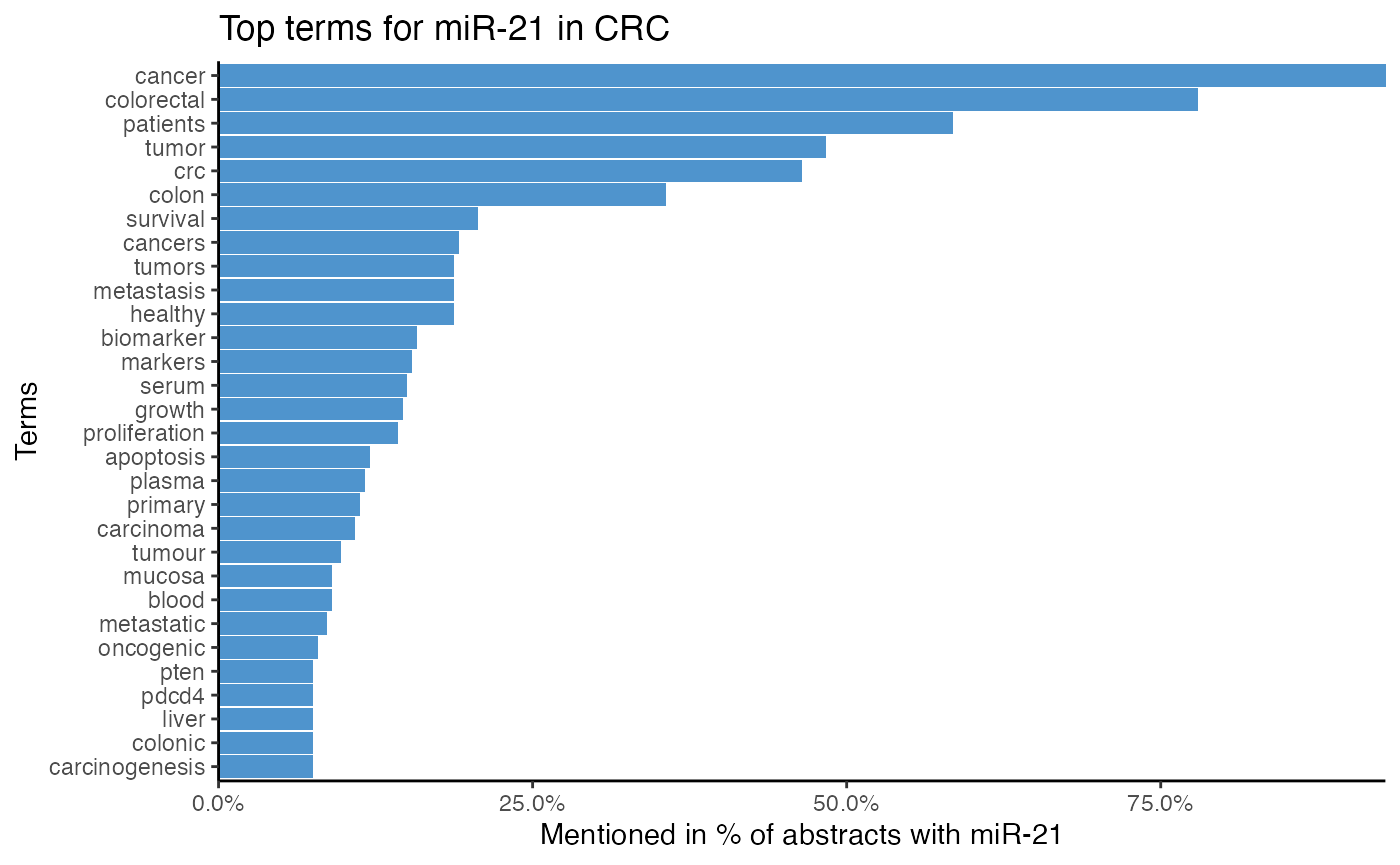 Top terms for miR-21 in CRC
cancer
colorectal
patients
tumor
crc
colon
survival
cancers
tumors
metastasis
healthy
biomarker
markers
serum
growth
proliferation
apoptosis
plasma
primary
carcinoma
tumour
mucosa
blood
metastatic
oncogenic
pten
pdcd4
liver
colonic
carcinogenesis
Terms
0.0% 25.0% 50.0% 75.0%
Mentioned in % of abstracts with miR-21